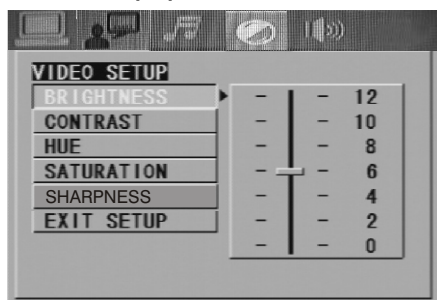 VIDEO SETUP
BRIGHTNESS
CONTRAST
HUE
SATURATION
SHARPNESS
EXIT SETUP
12
10
8
6
4
2
0